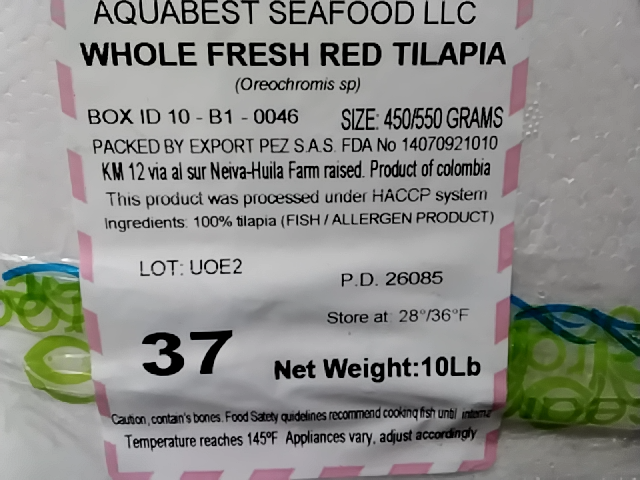 AQUABEST SEAFOOD LLC
WHOLE FRESH RED TILAPIA
(Oreochromis sp)
BOX ID 10 - B1 - 0046 SIZE: 450/550 GRAMS
PACKED BY EXPORT PEZ S.A.S. FDA No 14070921010
KM 12 via al sur Neiva-Huila Farm raised. Product of colombia
This product was processed under HACCP system
Ingredients: 100% tilapia (FISH / ALLERGEN PRODUCT)
LOT: UOE2
P.D. 26085
Store at 28°/36°F
37
Net Weight:10Lb
Caution, contain's bones. Food Safety guidelines recommend cooking fish until interna
Temperature reaches 145ºF Appliances vary, adjust accordingly